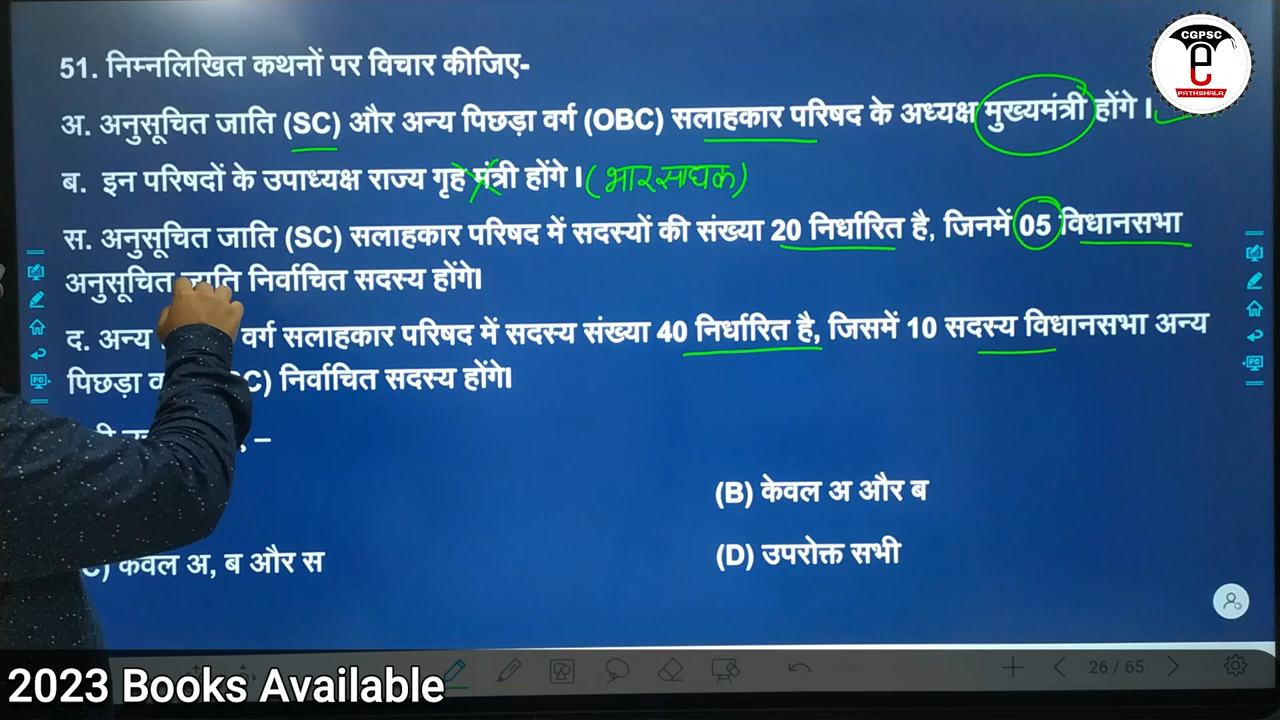 CGPSC
e
PATHSHALA
51. निम्नलिखित कथनों पर विचार कीजिए-
अ. अनुसूचित जाति (SC) और अन्य पिछड़ा वर्ग (OBC) सलाहकार परिषद के अध्यक्ष मुख्यमंत्री होंगे।
ब. इन परिषदों के उपाध्यक्ष राज्य गृह मंत्री होंगे। (भारसाधक)
स. अनुसूचित जाति (SC) सलाहकार परिषद में सदस्यों की संख्या 20 निर्धारित है, जिनमें 05 विधानसभा
अनुसूचित जाति निर्वाचित सदस्य होंगे।
द. अन्य वर्ग सलाहकार परिषद में सदस्य संख्या 40 निर्धारित है, जिसमें 10 सदस्य विधानसभा अन्य
पिछड़ा C) निर्वाचित सदस्य होंगे।
, –
(B) केवल अ और ब
C) केवल अ, ब और स
(D) उपरोक्त सभी
26 / 65
2023 Books Available